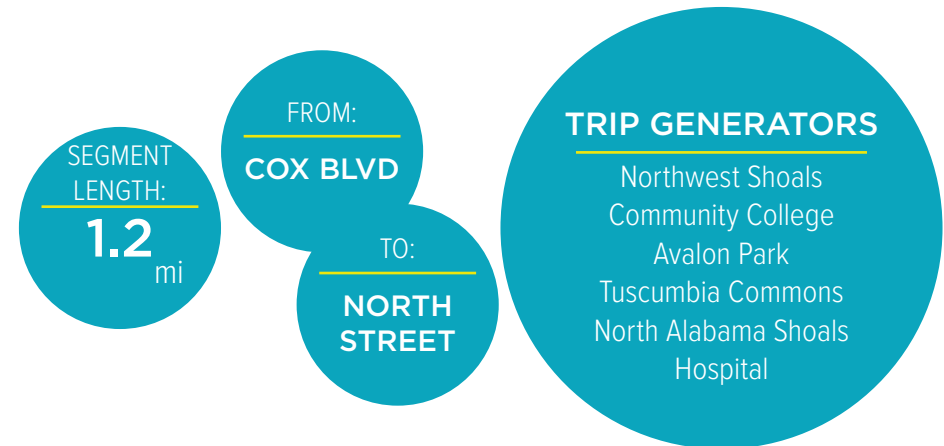 SEGMENT
LENGTH:
1.2
mi
FROM:
COX BLVD
TO:
NORTH
STREET
TRIP GENERATORS
Northwest Shoals
Community College
Avalon Park
Tuscumbia Commons
North Alabama Shoals
Hospital